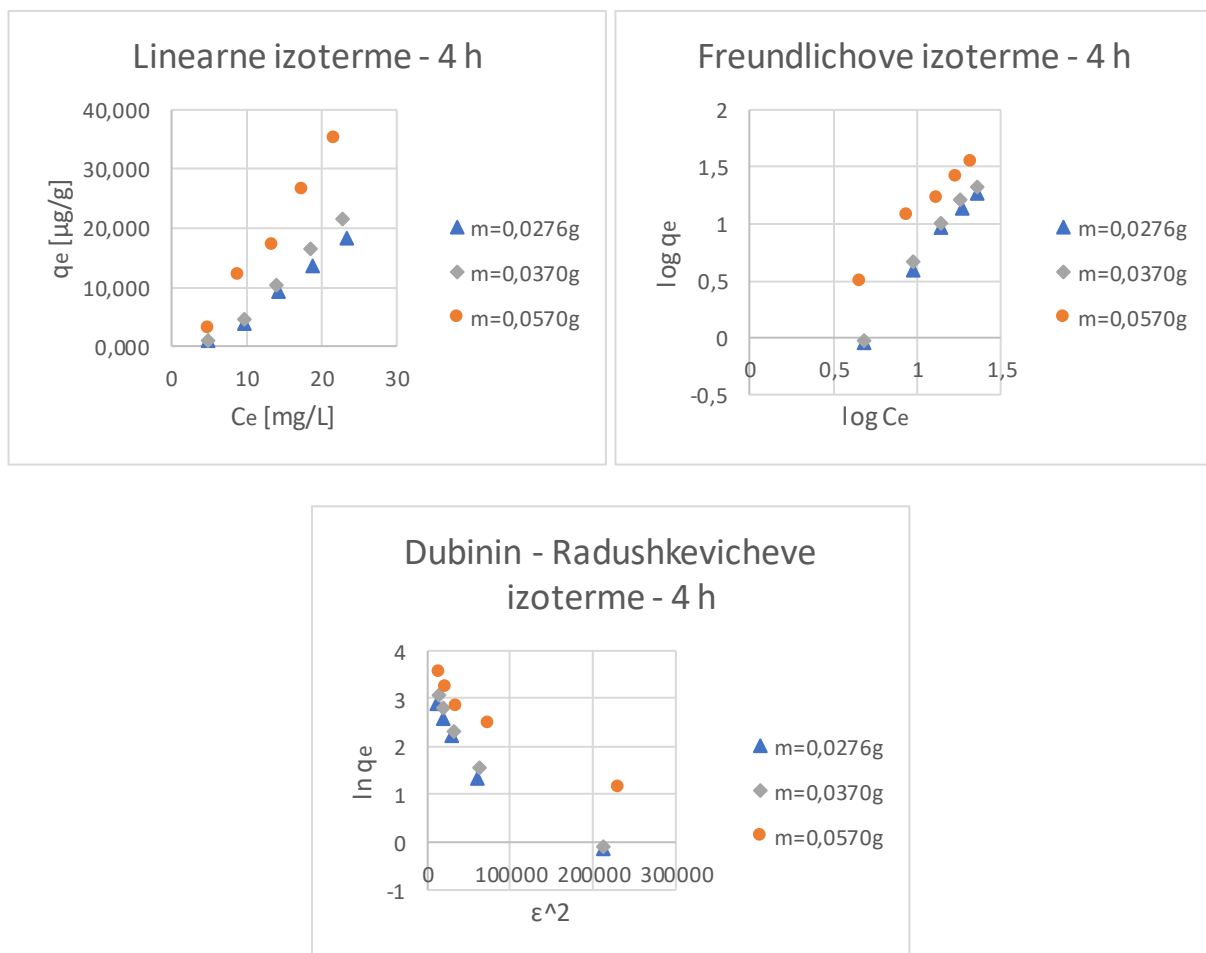 Linearne izoterme - 4 h
40,000
30,000
20,000
10,000
0,000
qe [µg/g]
0 10 20 30
Ce [mg/L]
m=0,0276g
m=0,0370g
m=0,0570g
Freundlichove izoterme - 4 h
2
1,5
1
0,5
0
-0,5
log qe
0 0,5 1 1,5
log Ce
m=0,0276g
m=0,0370g
m=0,0570g
Dubinin - Radushkevicheve
izoterme - 4 h
4
3
2
1
0
-1
ln qe
0 100000 200000 300000
ε^2
m=0,0276g
m=0,0370g
m=0,0570g